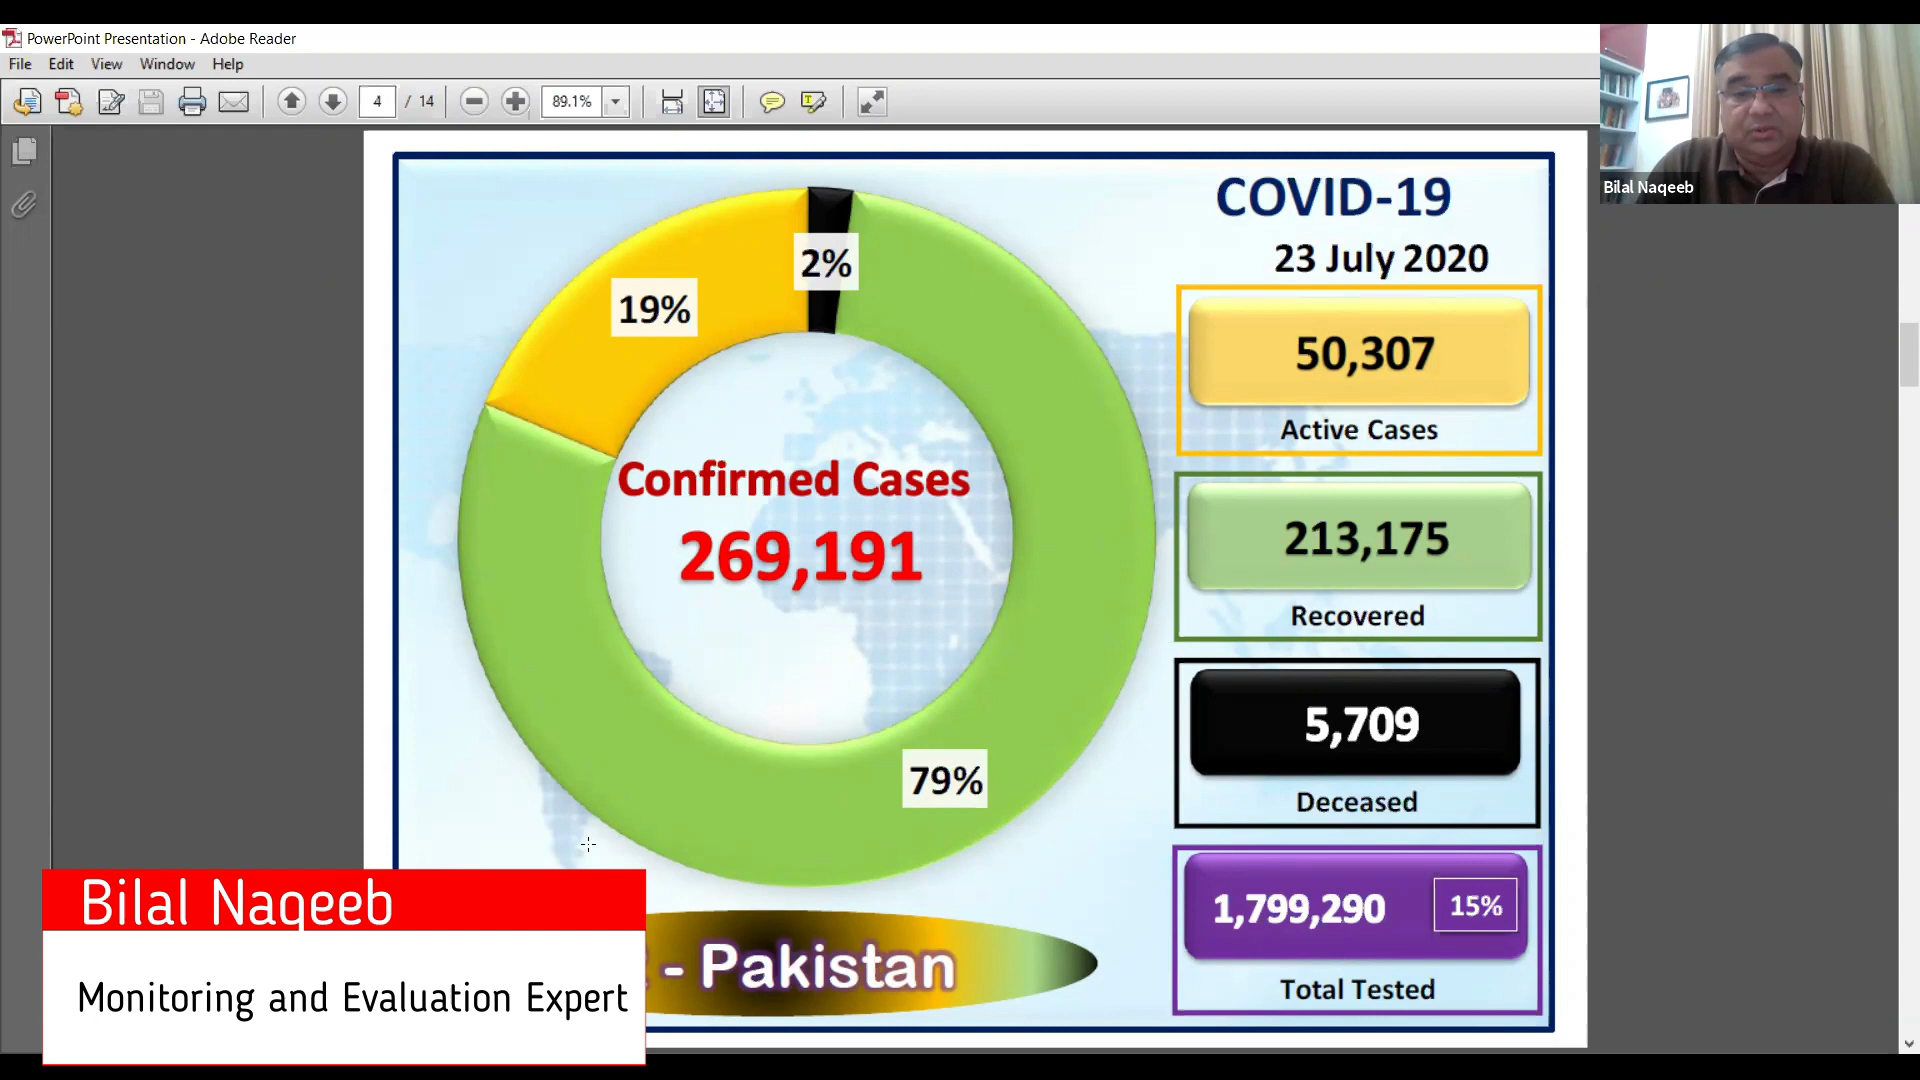 PowerPoint Presentation - Adobe Reader
File Edit View Window Help
4 / 14 89.1%
Bilal Naqeeb
COVID-19
23 July 2020
2%
19%
50,307
Active Cases
Confirmed Cases
269,191
213,175
Recovered
5,709
Deceased
79%
1,799,290 15%
Total Tested
- Pakistan
Bilal Naqeeb
Monitoring and Evaluation Expert